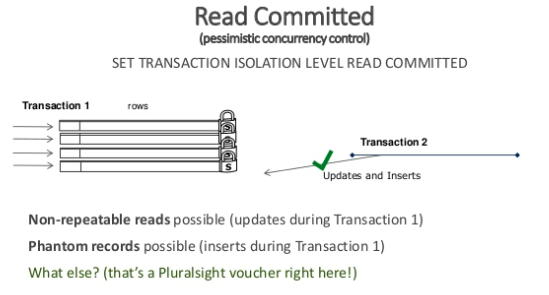 Read Committed
(pessimistic concurrency control)
SET TRANSACTION ISOLATION LEVEL READ COMMITTED
Transaction 1 rows
Transaction 2
S
S
S
S
Updates and Inserts
Non-repeatable reads possible (updates during Transaction 1)
Phantom records possible (inserts during Transaction 1)
What else? (that's a Pluralsight voucher right here!)